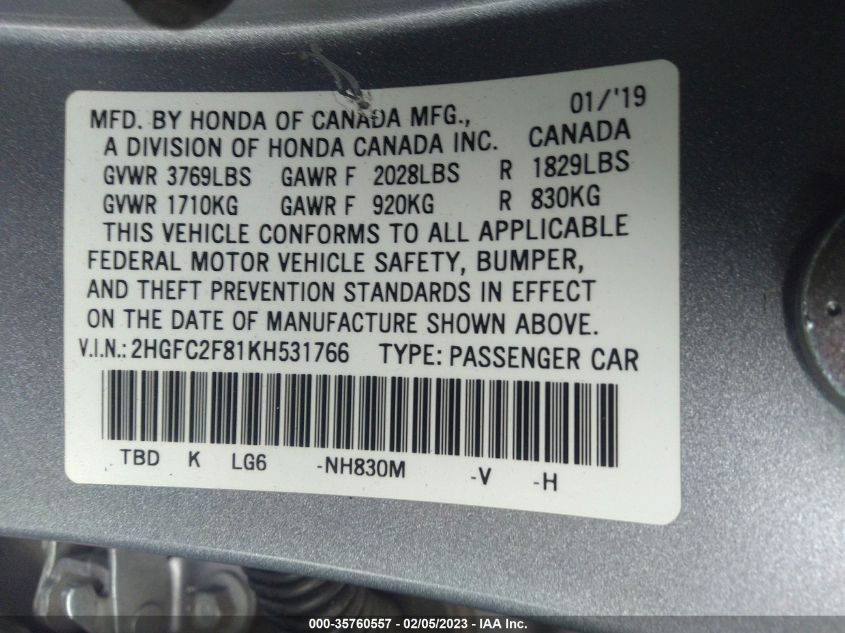 01/'19
MFD. BY HONDA OF CANADA MFG.,
A DIVISION OF HONDA CANADA INC. CANADA
GVWR 3769LBS GAWR F 2028LBS R 1829LBS
GVWR 1710KG GAWR F 920KG R 830KG
THIS VEHICLE CONFORMS TO ALL APPLICABLE
FEDERAL MOTOR VEHICLE SAFETY, BUMPER,
AND THEFT PREVENTION STANDARDS IN EFFECT
ON THE DATE OF MANUFACTURE SHOWN ABOVE.
V.I.N.: 2HGFC2F81KH531766 TYPE: PASSENGER CAR
TBD K LG6 -NH830M -V -H
000-35760557 — 02/05/2023 — IAA Inc.